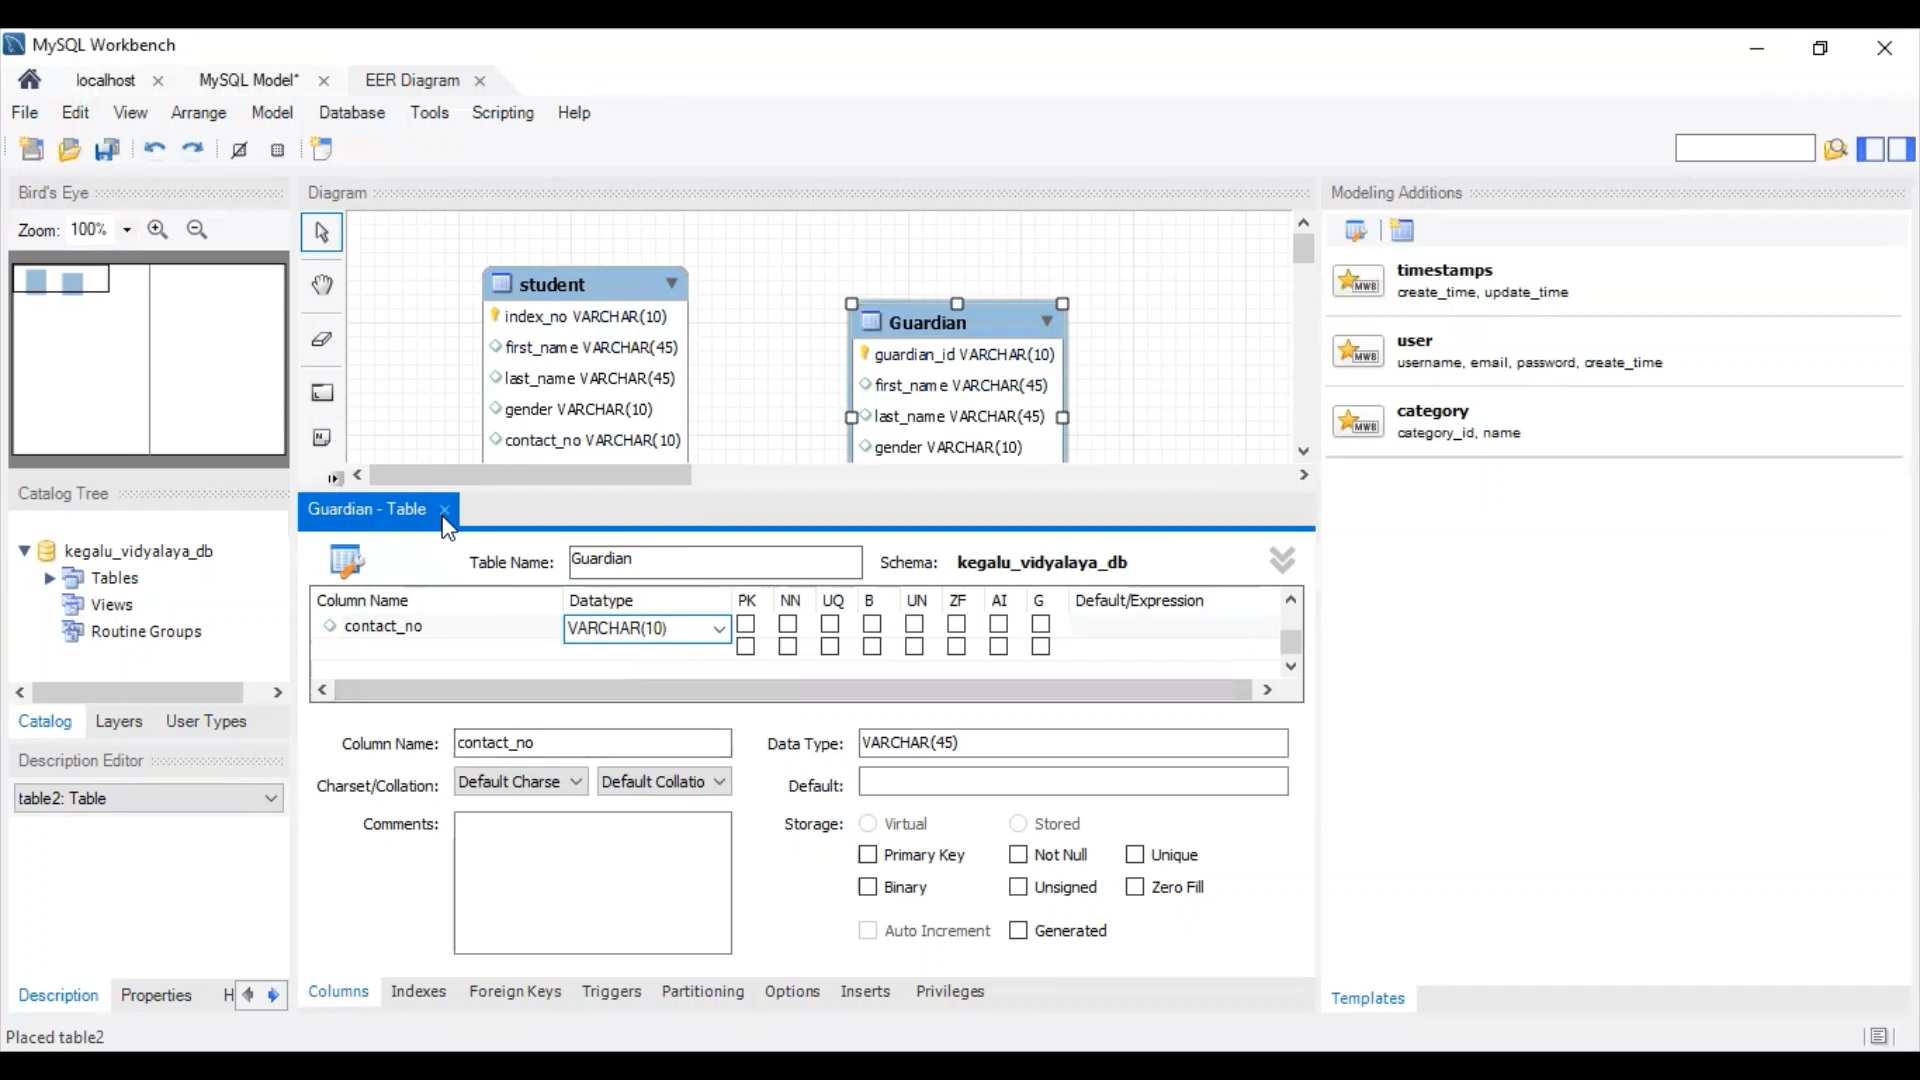 MySQL Workbench
localhost
MySQL Model*
EER Diagram
File Edit View Arrange Model Database Tools Scripting Help
Bird's Eye
Zoom: 100%
Diagram
student
index_no VARCHAR(10)
first_name VARCHAR(45)
last_name VARCHAR(45)
gender VARCHAR(10)
contact_no VARCHAR(10)
Guardian
guardian_id VARCHAR(10)
first_name VARCHAR(45)
last_name VARCHAR(45)
gender VARCHAR(10)
Modeling Additions
MWB
timestamps
create_time, update_time
MWB
user
username, email, password, create_time
MWB
category
category_id, name
Templates
Catalog Tree
kegalu_vidyalaya_db
Tables
Views
Routine Groups
Catalog Layers User Types
Description Editor
table2: Table
Description Properties H
Guardian - Table
Table Name: Guardian Schema: kegalu_vidyalaya_db
Column Name Datatype PK NN UQ B UN ZF AI G Default/Expression
contact_no VARCHAR(10)
Column Name: contact_no Data Type: VARCHAR(45)
Charset/Collation: Default Charse Default Collatio Default:
Comments: Storage: Virtual Stored
Primary Key Not Null Unique
Binary Unsigned Zero Fill
Auto Increment Generated
Columns Indexes Foreign Keys Triggers Partitioning Options Inserts Privileges
Placed table2